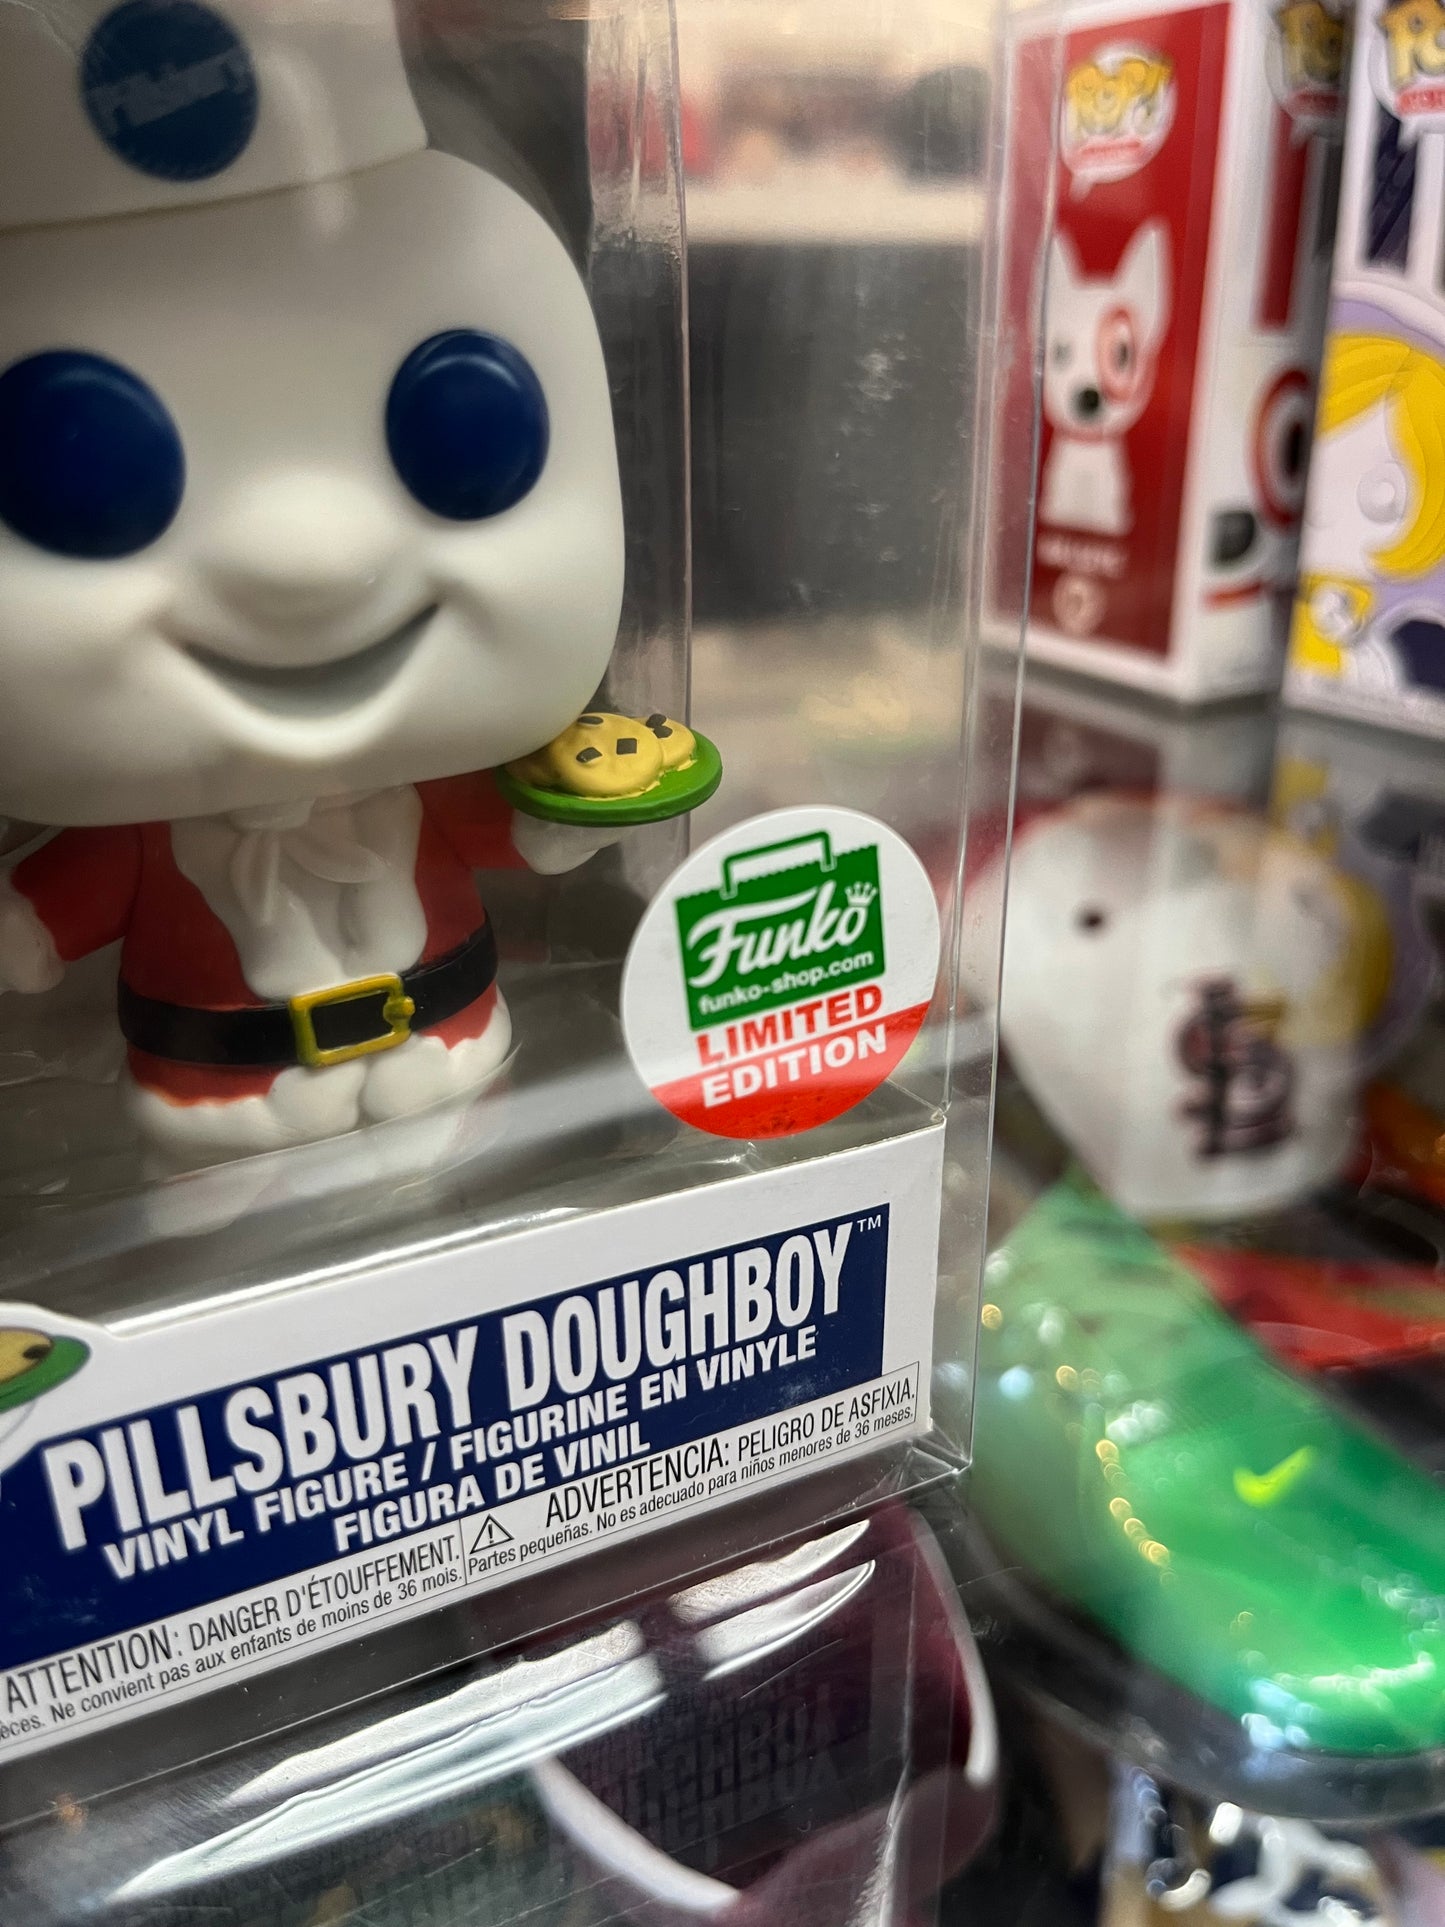 Pillsbury
POP!
Funko
funko-shop.com
LIMITED
EDITION
PILLSBURY DOUGHBOY™
VINYL FIGURE / FIGURINE EN VINYLE
FIGURA DE VINIL
ATTENTION: DANGER D'ÉTOUFFEMENT.
Ne convient pas aux enfants de moins de 36 mois.
ADVERTENCIA: PELIGRO DE ASFIXIA.
Partes pequeñas. No es adecuado para niños menores de 36 meses.